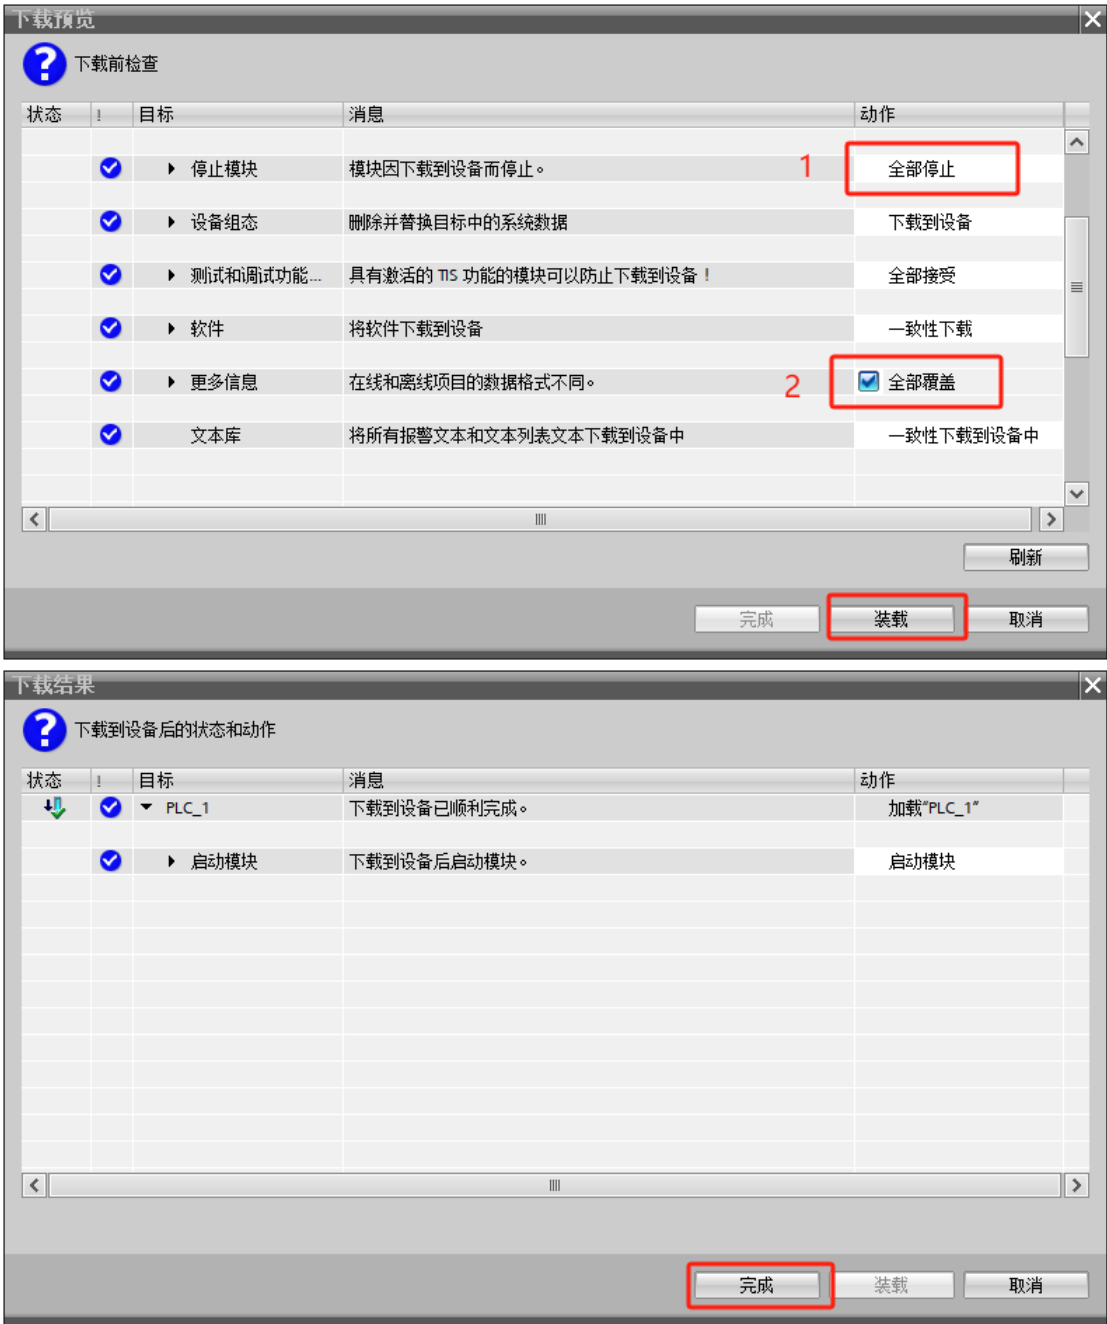 下载预览
下载前检查
状态 ! 目标 消息 动作
停止模块 模块因下载到设备而停止。 1 全部停止
设备组态 删除并替换目标中的系统数据 下载到设备
测试和调试功能... 具有激活的 TIS 功能的模块可以防止下载到设备！ 全部接受
软件 将软件下载到设备 一致性下载
更多信息 在线和离线项目的数据格式不同。 2 全部覆盖
文本库 将所有报警文本和文本列表文本下载到设备中 一致性下载到设备中
刷新
完成 装载 取消
下载结果
下载到设备后的状态和动作
状态 ! 目标 消息 动作
PLC_1 下载到设备已顺利完成。 加载"PLC_1"
启动模块 下载到设备后启动模块。 启动模块
完成 装载 取消